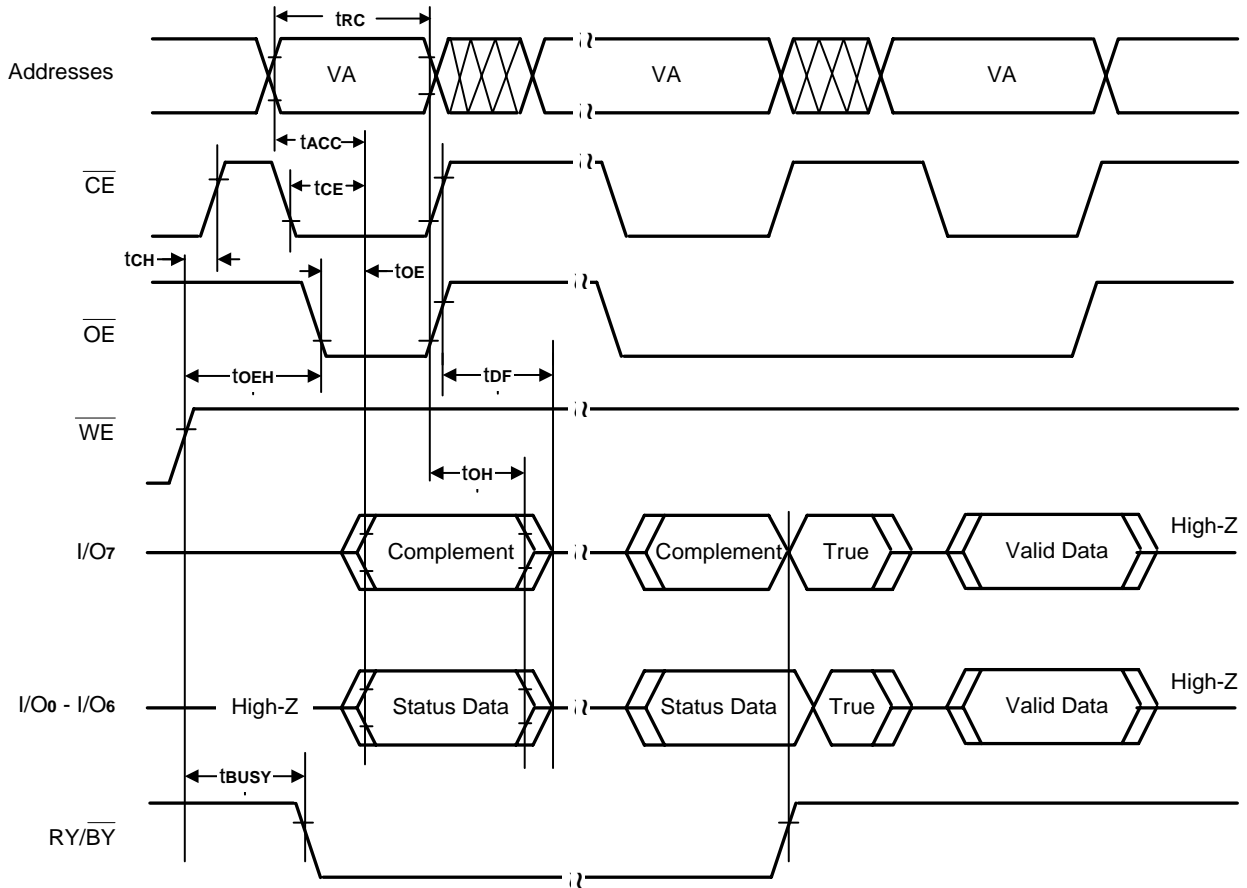 tRC
Addresses VA VA VA
tACC
CE tCE
tCH tOE
OE
tOEH tDF
WE
tOH
I/O7 Complement Complement True Valid Data High-Z
I/O0 - I/O6 High-Z Status Data Status Data True Valid Data High-Z
tBUSY
RY/BY